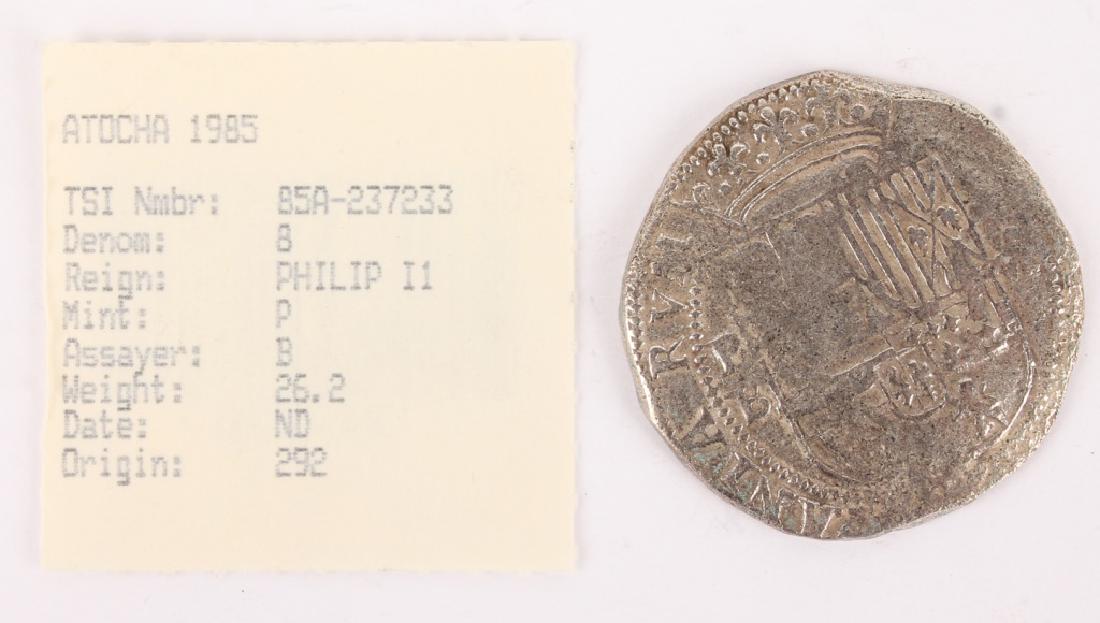 ATOCHA 1985
TSI Nmbr: 85A-237233
Denom: 8
Reign: PHILIP I1
Mint: P
Assayer: B
Weight: 26.2
Date: ND
Origin: 292